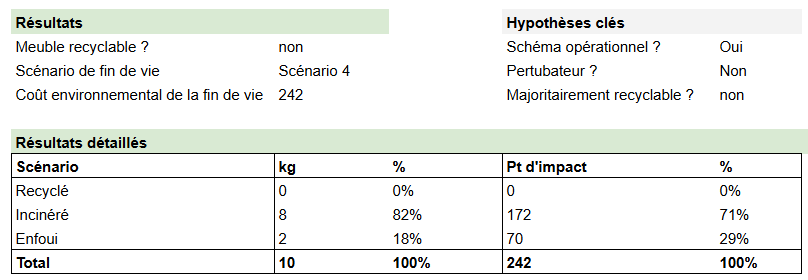 Résultats Hypothèses clés
Meuble recyclable ? non Schéma opérationnel ? Oui
Scénario de fin de vie Scénario 4 Pertubateur ? Non
Coût environnemental de la fin de vie 242 Majoritairement recyclable ? non
Résultats détaillés
Scénario kg % Pt d'impact %
Recyclé 0 0% 0 0%
Incinéré 8 82% 172 71%
Enfoui 2 18% 70 29%
Total 10 100% 242 100%